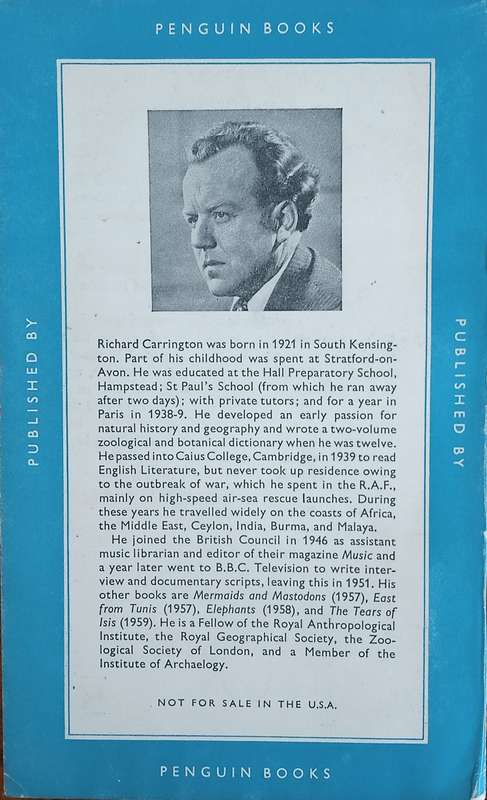 PENGUIN BOOKS
PUBLISHED BY
Richard Carrington was born in 1921 in South Kensing-
ton. Part of his childhood was spent at Stratford-on-
Avon. He was educated at the Hall Preparatory School,
Hampstead; St Paul's School (from which he ran away
after two days); with private tutors; and for a year in
Paris in 1938-9. He developed an early passion for
natural history and geography and wrote a two-volume
zoological and botanical dictionary when he was twelve.
He passed into Caius College, Cambridge, in 1939 to read
English Literature, but never took up residence owing
to the outbreak of war, which he spent in the R.A.F.,
mainly on high-speed air-sea rescue launches. During
these years he travelled widely on the coasts of Africa,
the Middle East, Ceylon, India, Burma, and Malaya.
He joined the British Council in 1946 as assistant
music librarian and editor of their magazine Music and
a year later went to B.B.C. Television to write inter-
view and documentary scripts, leaving this in 1951. His
other books are Mermaids and Mastodons (1957), East
from Tunis (1957), Elephants (1958), and The Tears of
Isis (1959). He is a Fellow of the Royal Anthropological
Institute, the Royal Geographical Society, the Zoo-
logical Society of London, and a Member of the
Institute of Archaelogy.
NOT FOR SALE IN THE U.S.A.
PUBLISHED BY
PENGUIN BOOKS